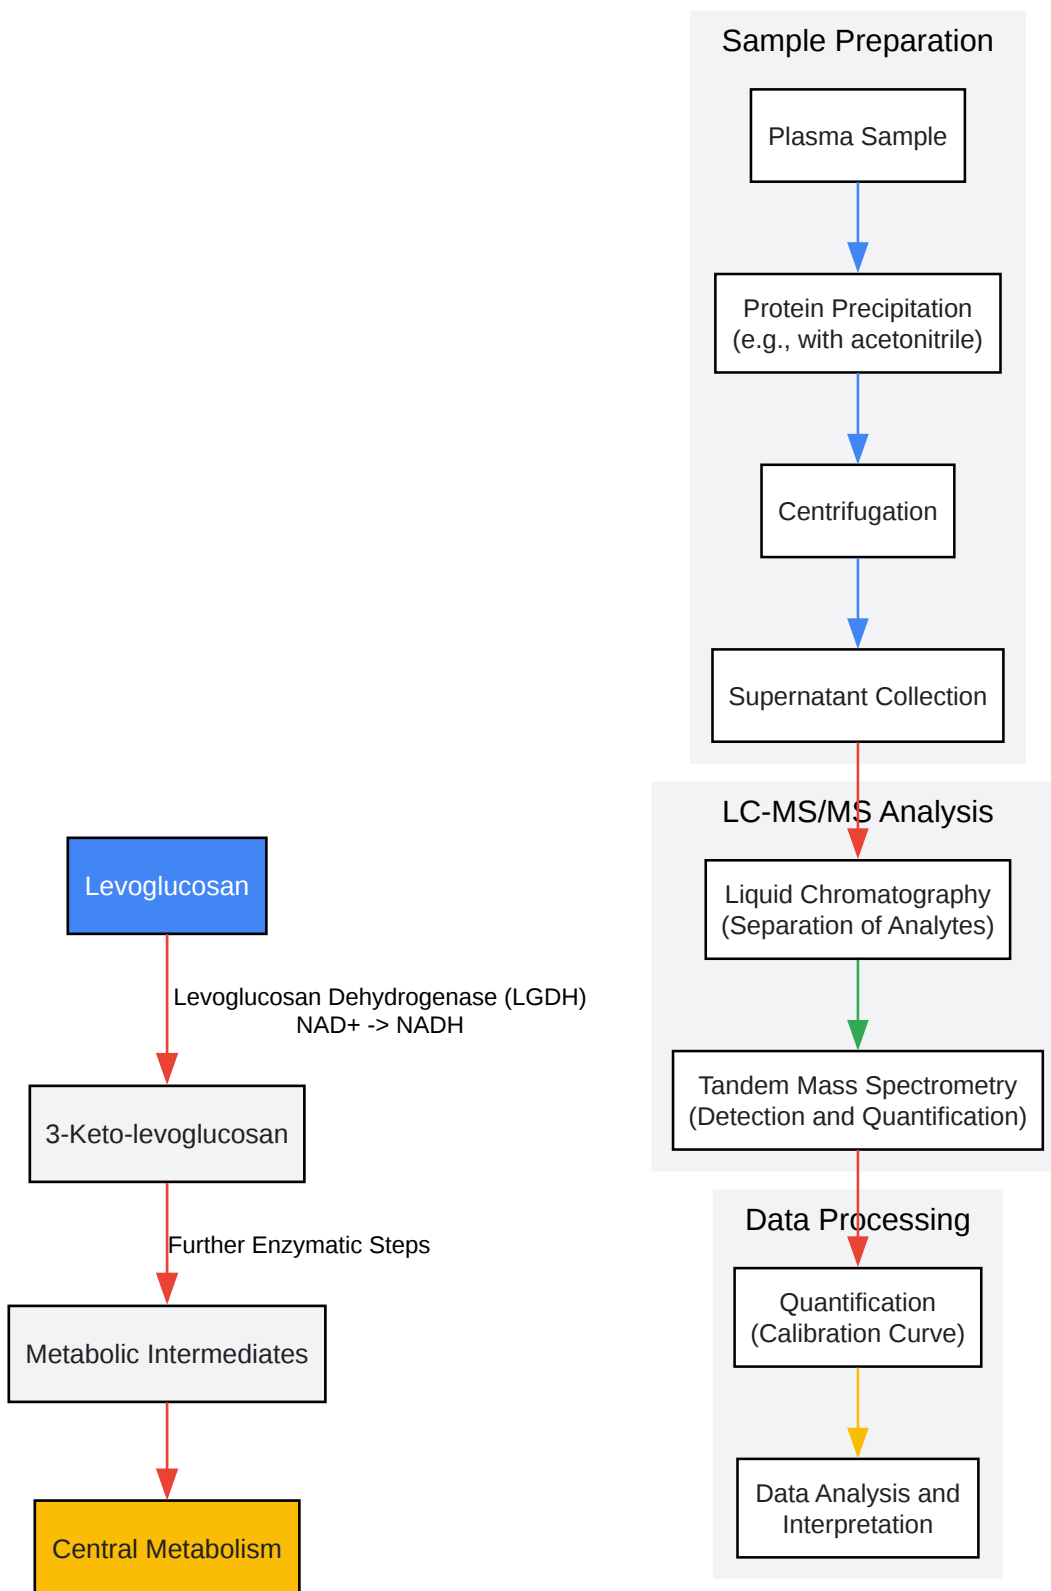 Sample Preparation
Plasma Sample
Protein Precipitation
(e.g., with acetonitrile)
Centrifugation
Supernatant Collection
LC-MS/MS Analysis
Liquid Chromatography
(Separation of Analytes)
Tandem Mass Spectrometry
(Detection and Quantification)
Data Processing
Quantification
(Calibration Curve)
Data Analysis and
Interpretation
Levoglucosan
Levoglucosan Dehydrogenase (LGDH)
NAD+ -> NADH
3-Keto-levoglucosan
Further Enzymatic Steps
Metabolic Intermediates
Central Metabolism